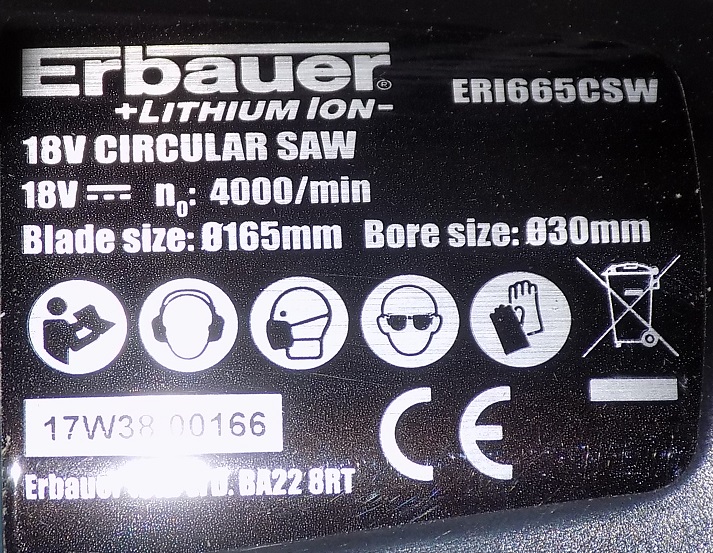 Erbauer®
+LITHIUM ION-
ERI665CSW
18V CIRCULAR SAW
18V ⎓ n₀: 4000/min
Blade size: Ø165mm Bore size: Ø30mm
17W38 00166
CE
Erbauer BA22 8RT